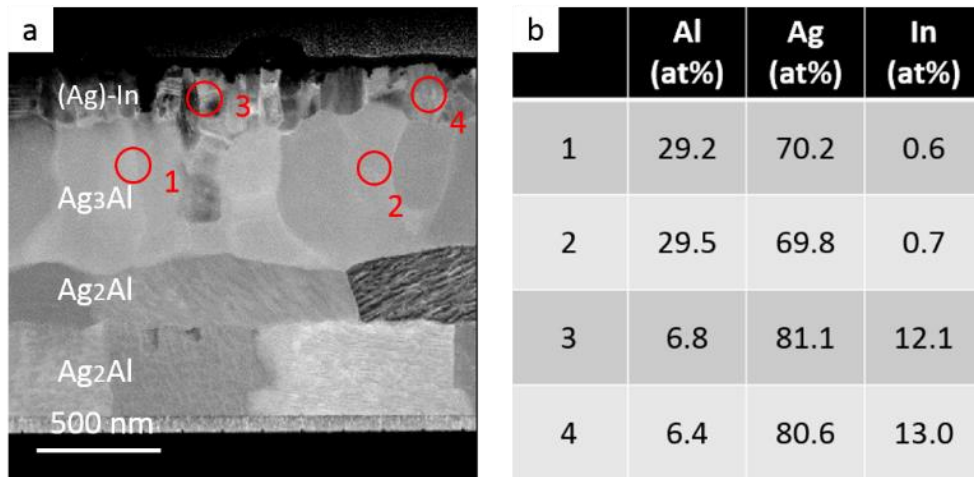 a
(Ag)-In
3
4
1
Ag3Al
2
Ag2Al
Ag2Al
500 nm
b
Al (at%) Ag (at%) In (at%)
1 29.2 70.2 0.6
2 29.5 69.8 0.7
3 6.8 81.1 12.1
4 6.4 80.6 13.0